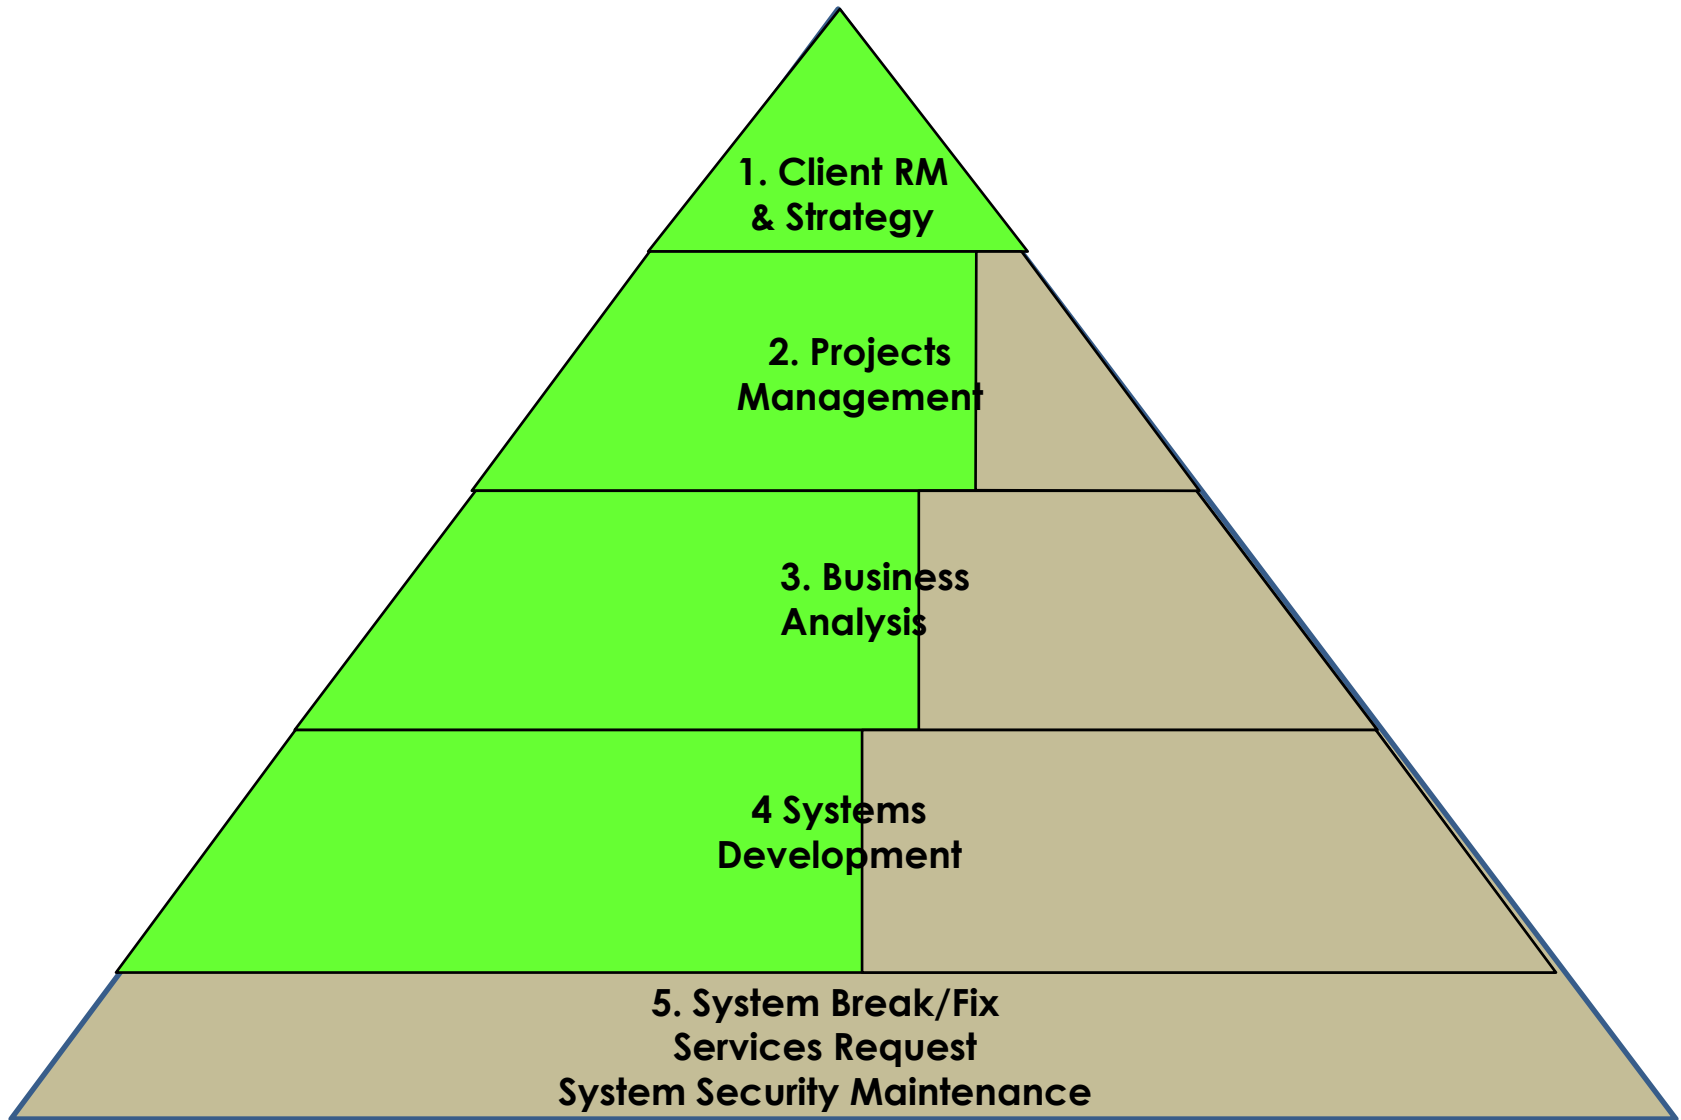 1. Client RM
& Strategy
2. Projects
Management
3. Business
Analysis
4 Systems
Development
5. System Break/Fix
Services Request
System Security Maintenance